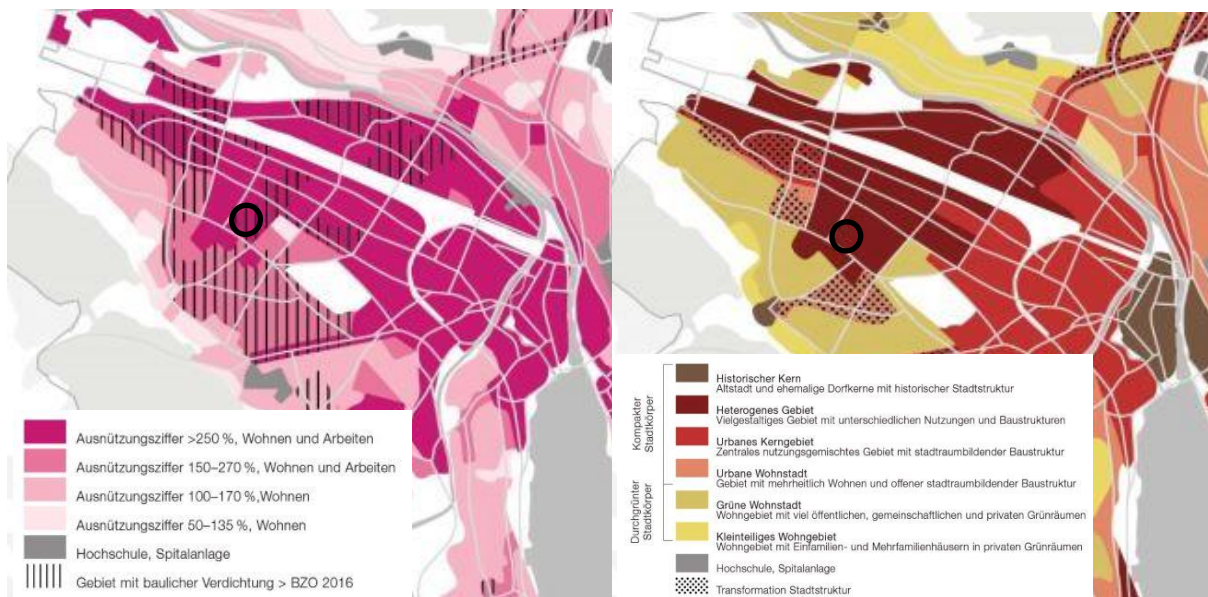 Ausnützungsziffer >250 %, Wohnen und Arbeiten
Ausnützungsziffer 150–270 %, Wohnen und Arbeiten
Ausnützungsziffer 100–170 %,Wohnen
Ausnützungsziffer 50–135 %, Wohnen
Hochschule, Spitalanlage
Gebiet mit baulicher Verdichtung > BZO 2016
Kompakter
Stadtkörper
Durchgrünter
Stadtkörper
Historischer Kern
Altstadt und ehemalige Dorfkerne mit historischer Stadtstruktur
Heterogenes Gebiet
Vielgestaltiges Gebiet mit unterschiedlichen Nutzungen und Baustrukturen
Urbanes Kerngebiet
Zentrales nutzungsgemischtes Gebiet mit stadtraumbildender Baustruktur
Urbane Wohnstadt
Gebiet mit mehrheitlich Wohnen und offener stadtraumbildender Baustruktur
Grüne Wohnstadt
Wohngebiet mit viel öffentlichen, gemeinschaftlichen und privaten Grünräumen
Kleinteiliges Wohngebiet
Wohngebiet mit Einfamilien- und Mehrfamilienhäusern in privaten Grünräumen
Hochschule, Spitalanlage
Transformation Stadtstruktur